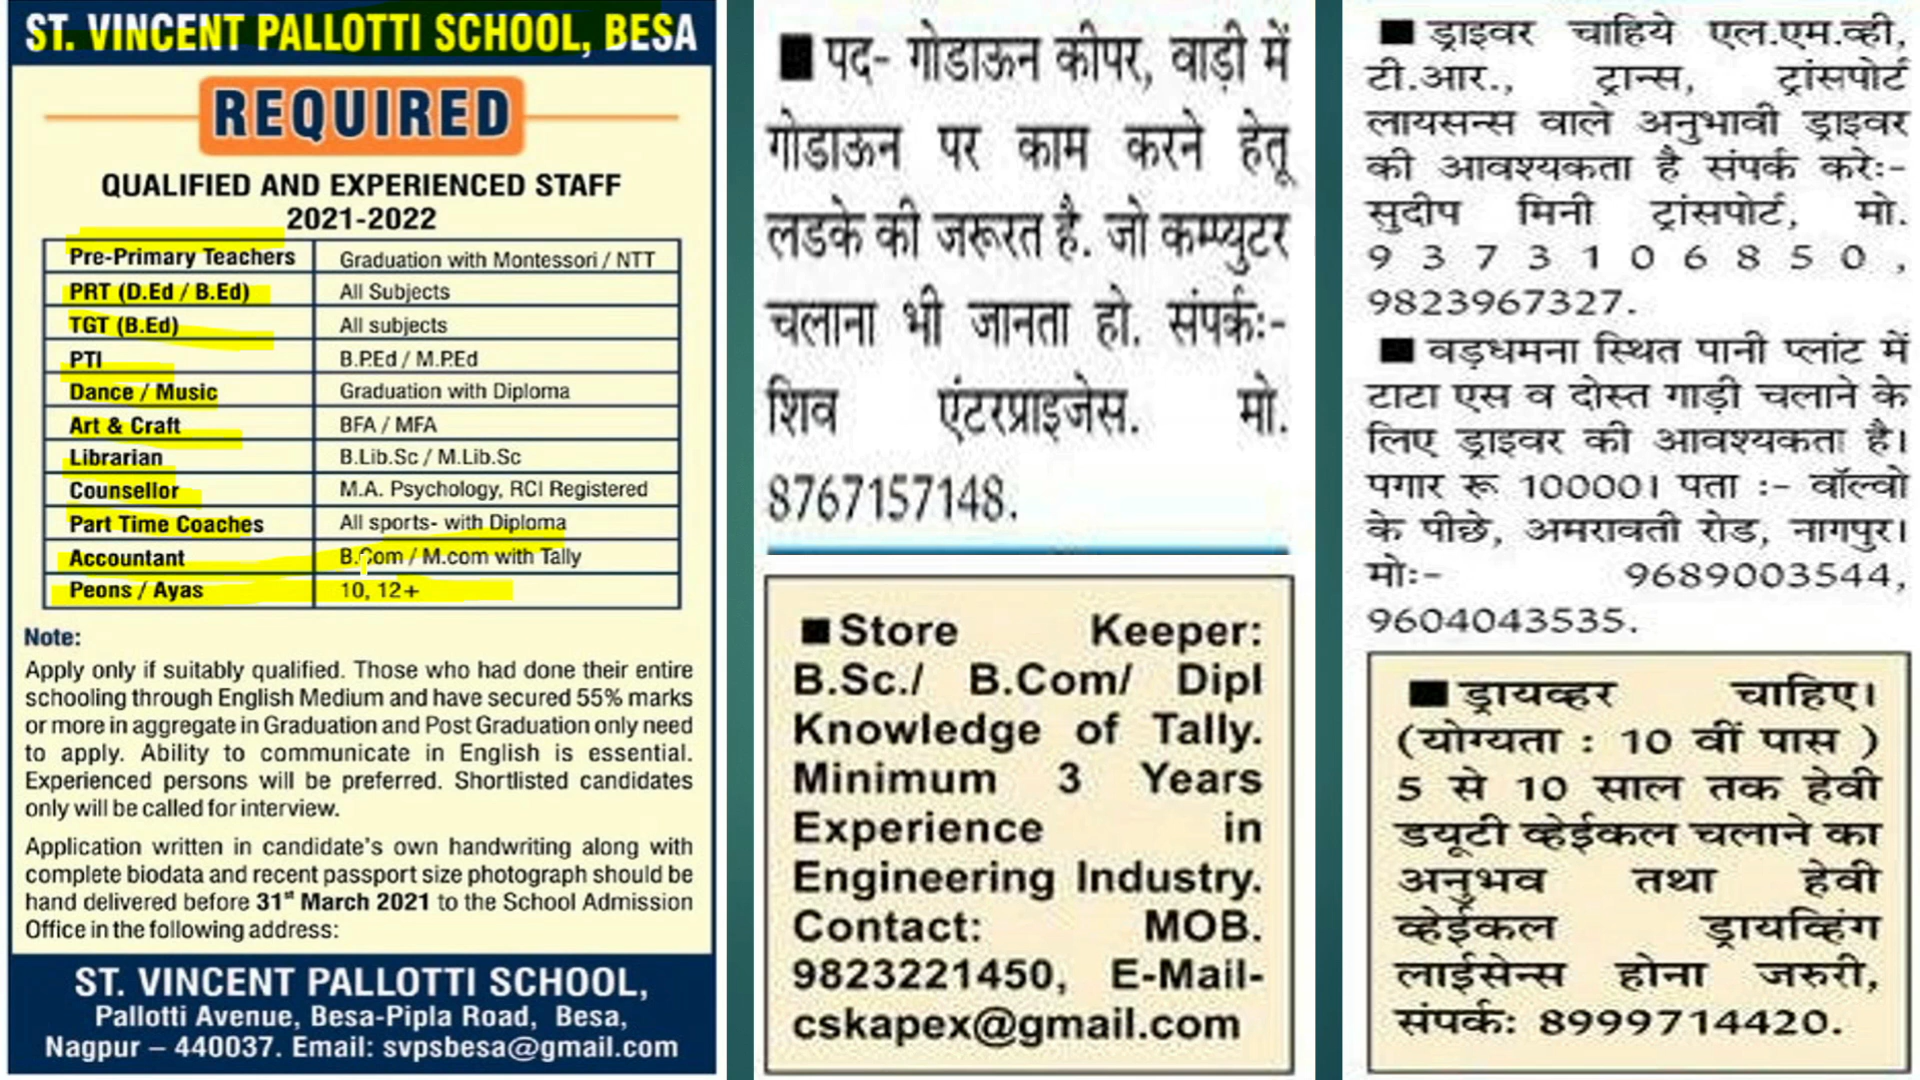 ST. VINCENT PALLOTTI SCHOOL, BESA
REQUIRED
QUALIFIED AND EXPERIENCED STAFF
2021-2022
Pre-Primary Teachers Graduation with Montessori / NTT
PRT (D.Ed / B.Ed) All Subjects
TGT (B.Ed) All subjects
PTI B.P.Ed / M.P.Ed
Dance / Music Graduation with Diploma
Art & Craft BFA / MFA
Librarian B.Lib.Sc / M.Lib.Sc
Counsellor M.A. Psychology, RCI Registered
Part Time Coaches All sports- with Diploma
Accountant B.Com / M.com with Tally
Peons / Ayas 10, 12+
Note:
Apply only if suitably qualified. Those who had done their entire
schooling through English Medium and have secured 55% marks
or more in aggregate in Graduation and Post Graduation only need
to apply. Ability to communicate in English is essential.
Experienced persons will be preferred. Shortlisted candidates
only will be called for interview.
Application written in candidate's own handwriting along with
complete biodata and recent passport size photograph should be
hand delivered before 31st March 2021 to the School Admission
Office in the following address:
ST. VINCENT PALLOTTI SCHOOL,
Pallotti Avenue, Besa-Pipla Road, Besa,
Nagpur – 440037. Email: svpsbesa@gmail.com
■ पद- गोडाऊन कीपर, वाड़ी में
गोडाऊन पर काम करने हेतू
लडके की जरूरत है. जो कम्प्युटर
चलाना भी जानता हो. संपर्क:-
शिव एंटरप्राइजेस. मो.
8767157148.
■ Store Keeper:
B.Sc./ B.Com/ Dipl
Knowledge of Tally.
Minimum 3 Years
Experience in
Engineering Industry.
Contact: MOB.
9823221450, E-Mail-
cskapex@gmail.com
■ ड्राइवर चाहिये एल.एम.व्ही,
टी.आर., ट्रान्स, ट्रांसपोर्ट
लायसन्स वाले अनुभावी ड्राइवर
की आवश्यकता है संपर्क करे:-
सुदीप मिनी ट्रांसपोर्ट, मो.
9 3 7 3 1 0 6 8 5 0 ,
9823967327.
■ वड़धमना स्थित पानी प्लांट में
टाटा एस व दोस्त गाड़ी चलाने के
लिए ड्राइवर की आवश्यकता है।
पगार रू 10000। पता :- वॉल्वो
के पीछे, अमरावती रोड, नागपुर।
मो:- 9689003544,
9604043535.
■ ड्रायव्हर चाहिए।
(योग्यता : 10 वीं पास )
5 से 10 साल तक हेवी
डयूटी व्हेईकल चलाने का
अनुभव तथा हेवी
व्हेईकल ड्रायव्हिंग
लाईसेन्स होना जरुरी,
संपर्क: 8999714420.